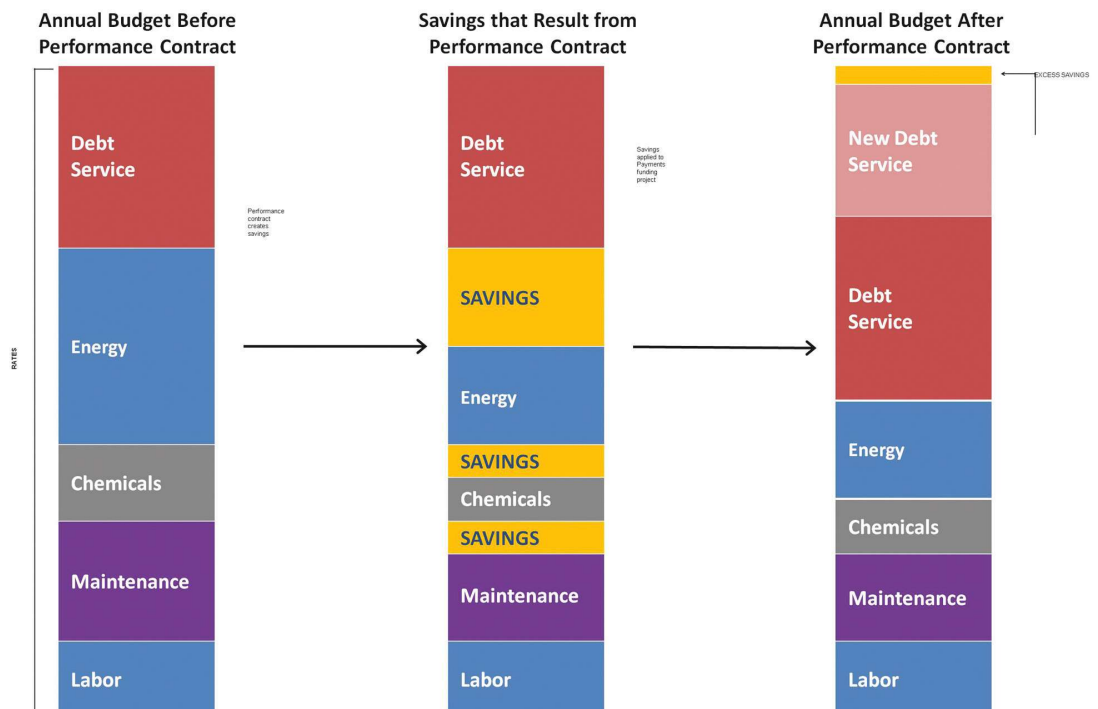 Annual Budget Before
Performance Contract
Savings that Result from
Performance Contract
Annual Budget After
Performance Contract
RATES
Debt
Service
Energy
Chemicals
Maintenance
Labor
Performance
contract
creates
savings
Debt
Service
SAVINGS
Energy
SAVINGS
Chemicals
SAVINGS
Maintenance
Labor
Savings
applied to
Payments
funding
project
EXCESS SAVINGS
New Debt
Service
Debt
Service
Energy
Chemicals
Maintenance
Labor